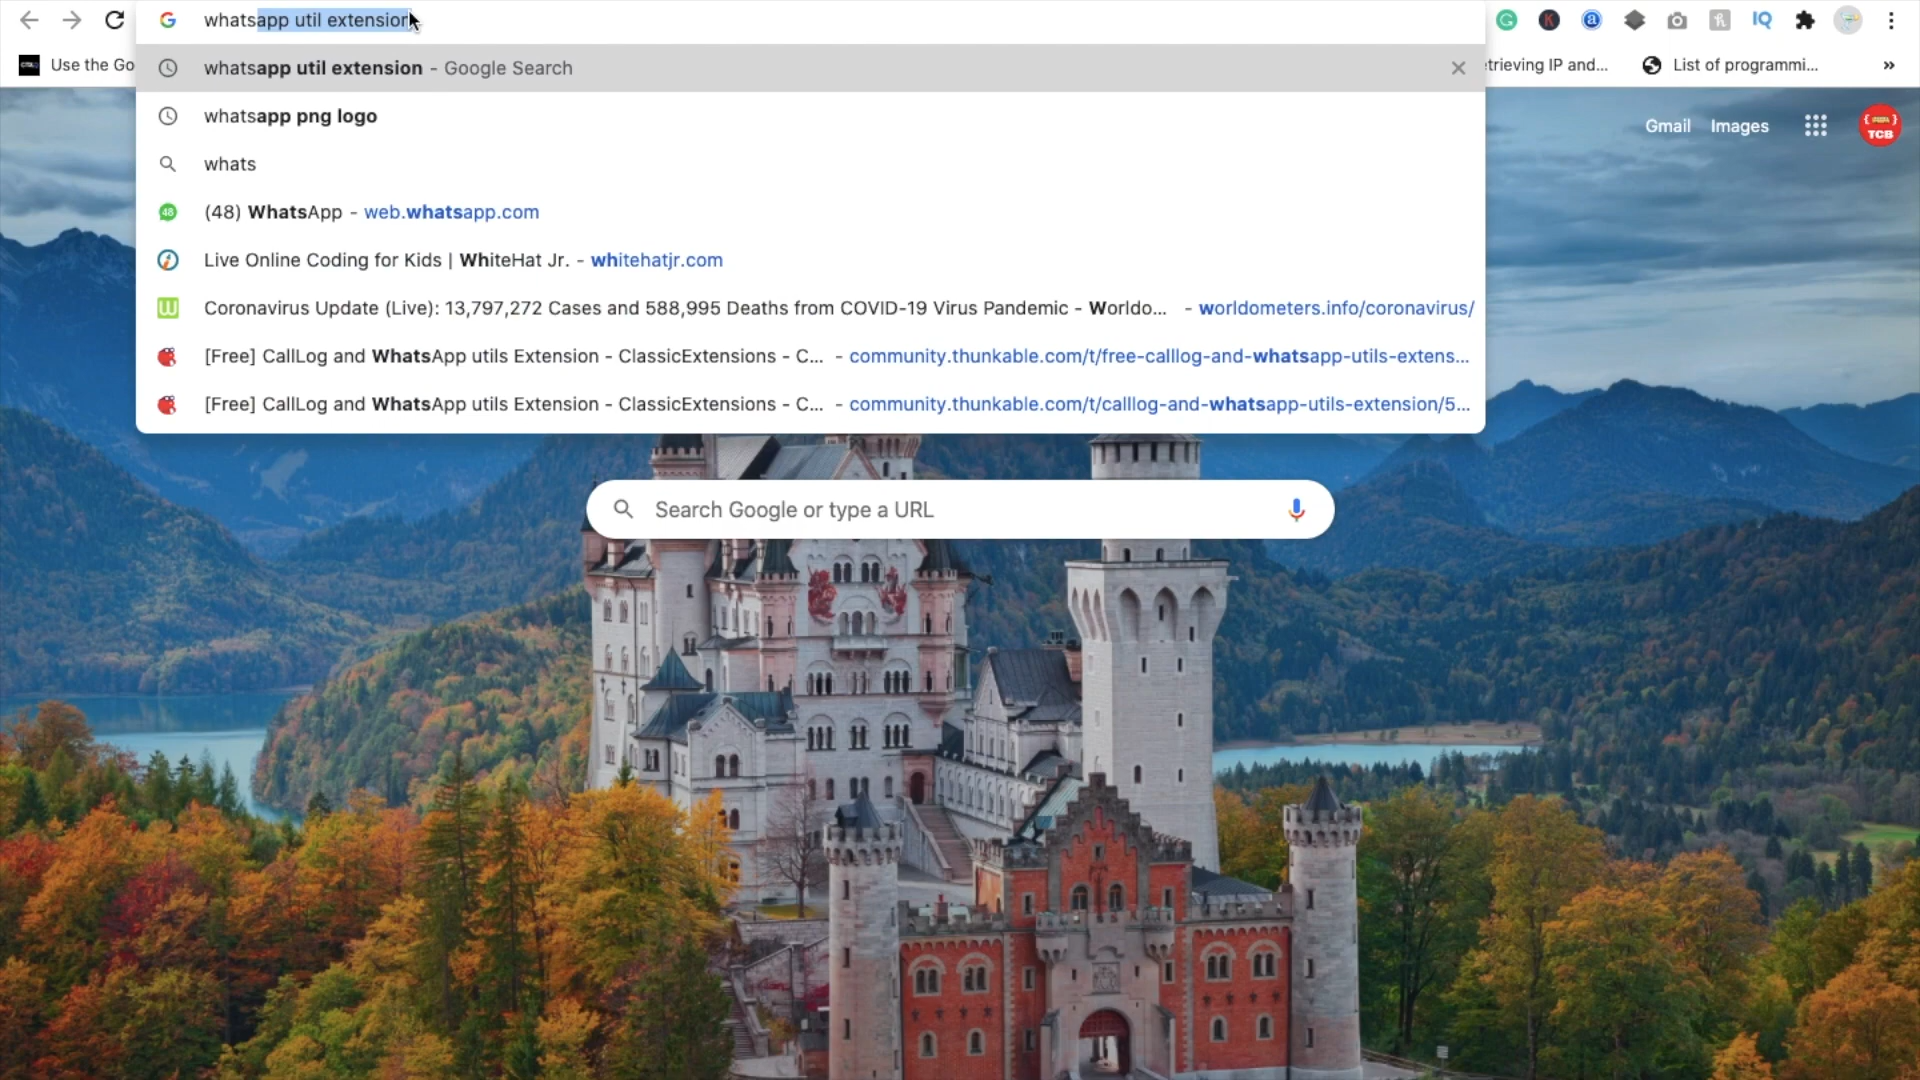 whatsapp util extension
Use the Go
trieving IP and...
List of programmi...
»
whatsapp util extension - Google Search
whatsapp png logo
whats
48 (48) WhatsApp - web.whatsapp.com
Live Online Coding for Kids | WhiteHat Jr. - whitehatjr.com
Coronavirus Update (Live): 13,797,272 Cases and 588,995 Deaths from COVID-19 Virus Pandemic - Worldo... - worldometers.info/coronavirus/
[Free] CallLog and WhatsApp utils Extension - ClassicExtensions - C... - community.thunkable.com/t/free-calllog-and-whatsapp-utils-extens...
[Free] CallLog and WhatsApp utils Extension - ClassicExtensions - C... - community.thunkable.com/t/calllog-and-whatsapp-utils-extension/5...
Gmail
Images
TCB
Search Google or type a URL